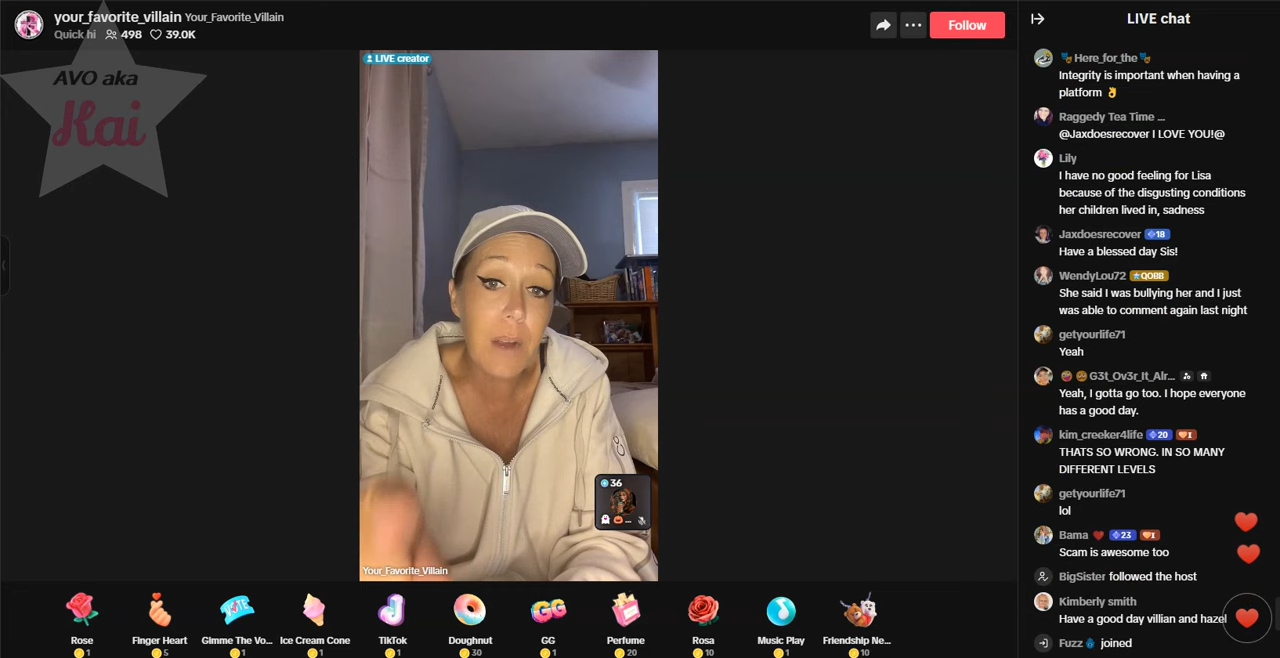 your_favorite_villain Your_Favorite_Villain
Quick hi 498 39.0K
Follow
AVO aka
Kai
LIVE creator
36
...
Your_Favorite_Villain
Rose
1
Finger Heart
5
Gimme The Vo...
1
Ice Cream Cone
1
TikTok
1
Doughnut
30
GG
1
Perfume
20
Rosa
10
Music Play
1
Friendship Ne...
10
LIVE chat
Here_for_the
Integrity is important when having a
platform 👌
Raggedy Tea Time ...
@Jaxdoesrecover I LOVE YOU!@
Lily
I have no good feeling for Lisa
because of the disgusting conditions
her children lived in, sadness
Jaxdoesrecover 18
Have a blessed day Sis!
WendyLou72 QOBB
She said I was bullying her and I just
was able to comment again last night
getyourlife71
Yeah
G3t_Ov3r_It_Alr...
Yeah, I gotta go too. I hope everyone
has a good day.
kim_creeker4life 20 I
THATS SO WRONG. IN SO MANY
DIFFERENT LEVELS
getyourlife71
lol
Bama 23 I
Scam is awesome too
BigSister followed the host
Kimberly smith
Have a good day villian and hazel
Fuzz joined